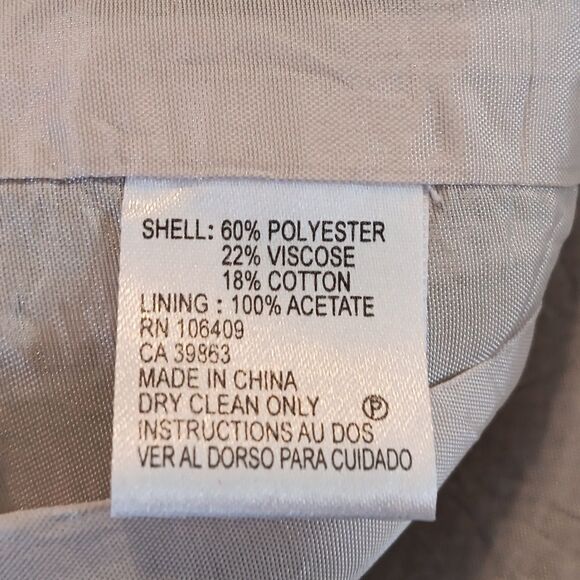 SHELL: 60% POLYESTER
22% VISCOSE
18% COTTON
LINING : 100% ACETATE
RN 106409
CA 39863
MADE IN CHINA
DRY CLEAN ONLY Ⓟ
INSTRUCTIONS AU DOS
VER AL DORSO PARA CUIDADO